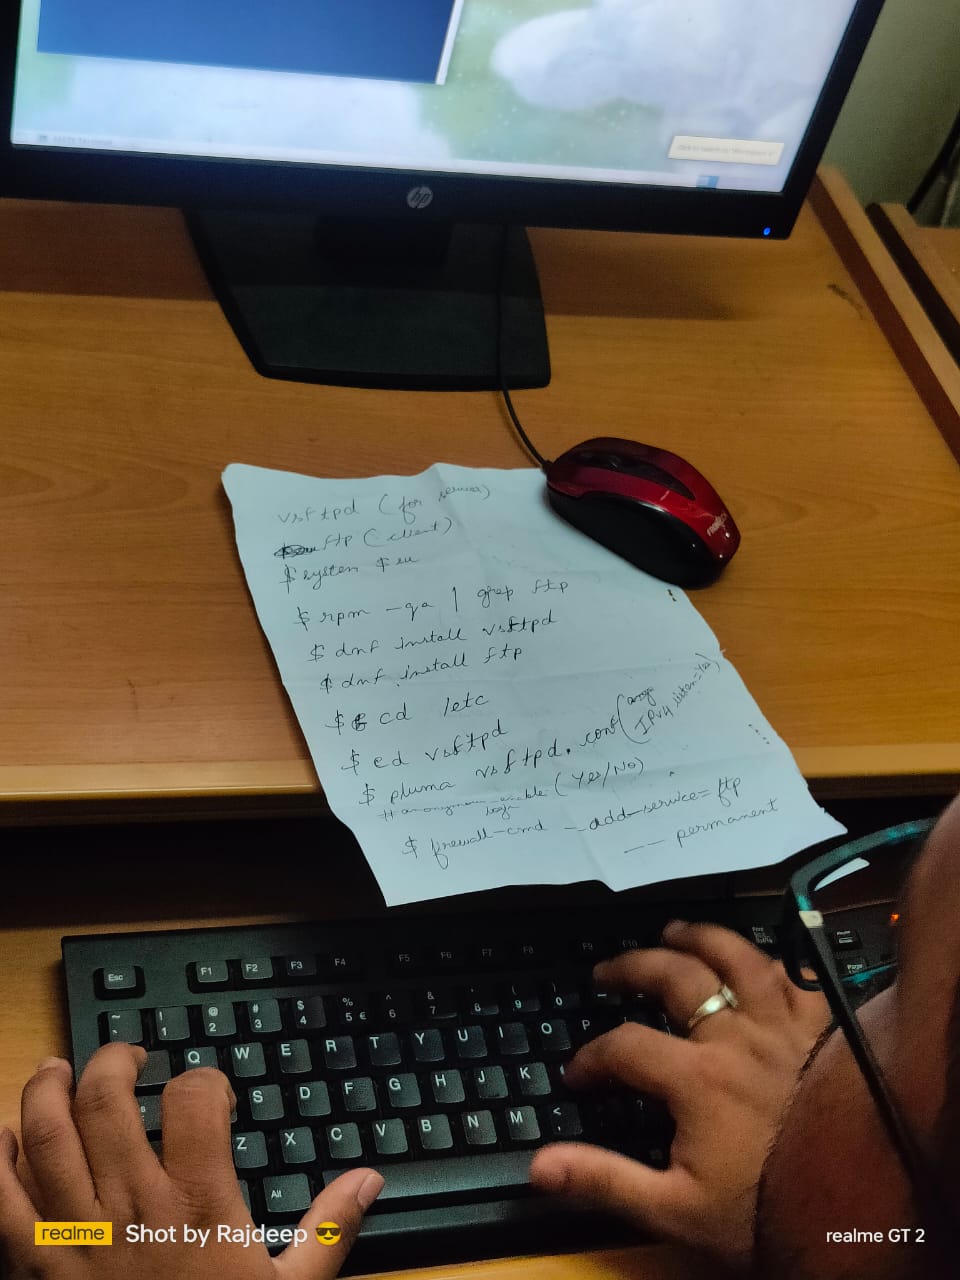 hp
vsftpd (for server)
ftp (client)
$ system $ su
$ rpm -qa | grep ftp
$ dnf install vsftpd
$ dnf install ftp
$ cd /etc
$ cd vsftpd
$ pluma vsftpd.conf (
IPV4 listen=Yes)
# anonymous enable (Yes/No)
login
$ firewall-cmd --add-service=ftp
-- permanent
Esc F1 F2 F3 F4 F5 F6 F7 F8 F9 F10
~ ` ! 1 @ 2 # 3 $ 4 % 5 € ^ 6 & 7 8 ( 9 ) 0
Q W E R T Y U I O P
S D F G H J K
Z X C V B N M <
Alt
realme Shot by Rajdeep 😎 realme GT 2